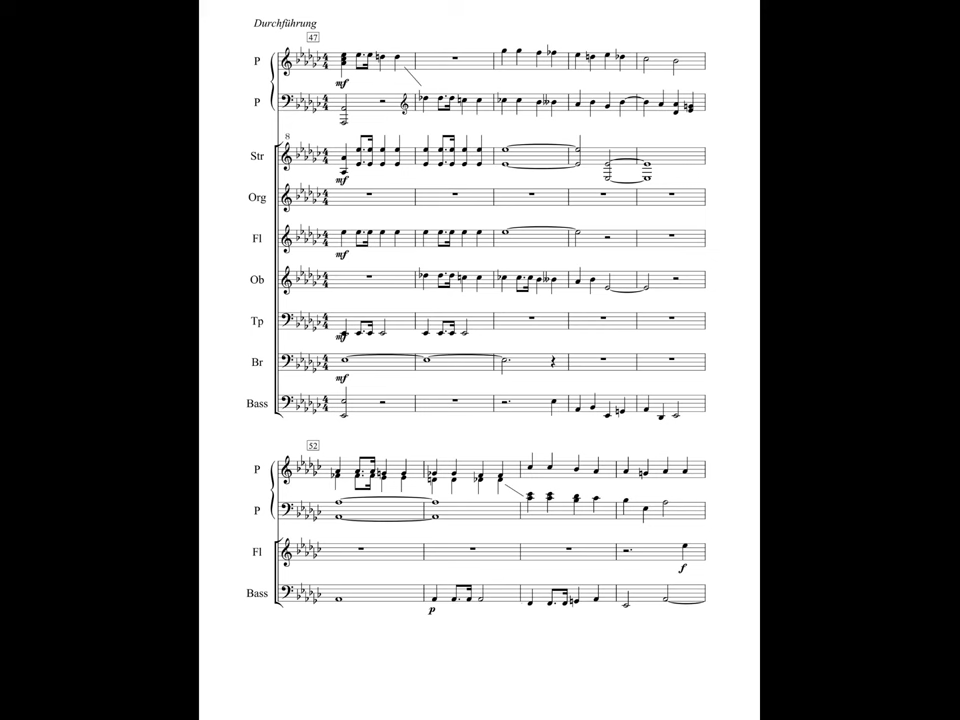 Durchführung
47
P
mf
P
8
Str
mf
Org
Fl
mf
Ob
Tp
mf
Br
mf
Bass
52
P
P
Fl
f
Bass
p